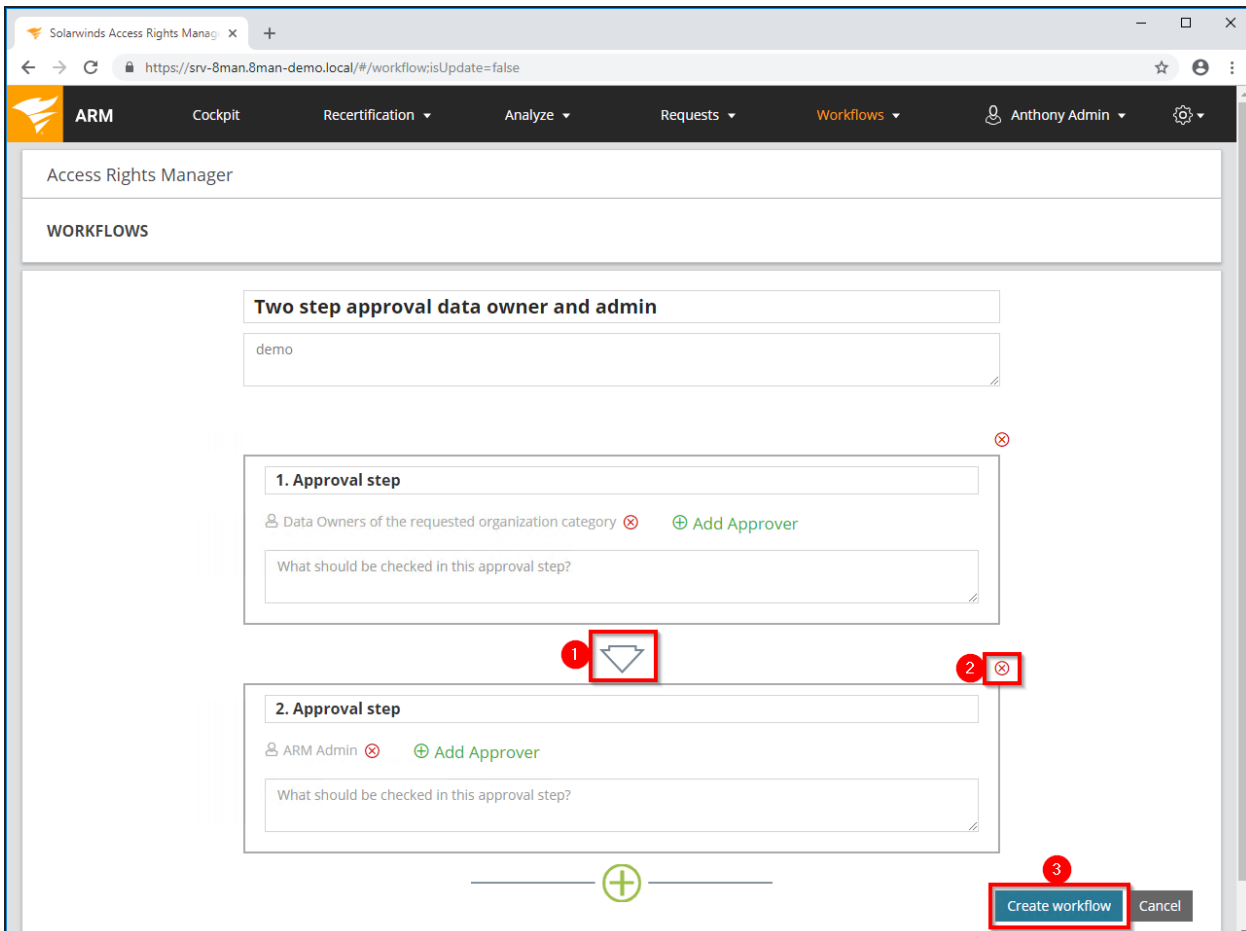 Solarwinds Access Rights Manag
https://srv-8man.8man-demo.local/#/workflow;isUpdate=false
ARM Cockpit Recertification Analyze Requests Workflows Anthony Admin
Access Rights Manager
WORKFLOWS
Two step approval data owner and admin
demo
1. Approval step
Data Owners of the requested organization category Add Approver
What should be checked in this approval step?
1
2
2. Approval step
ARM Admin Add Approver
What should be checked in this approval step?
3
Create workflow Cancel